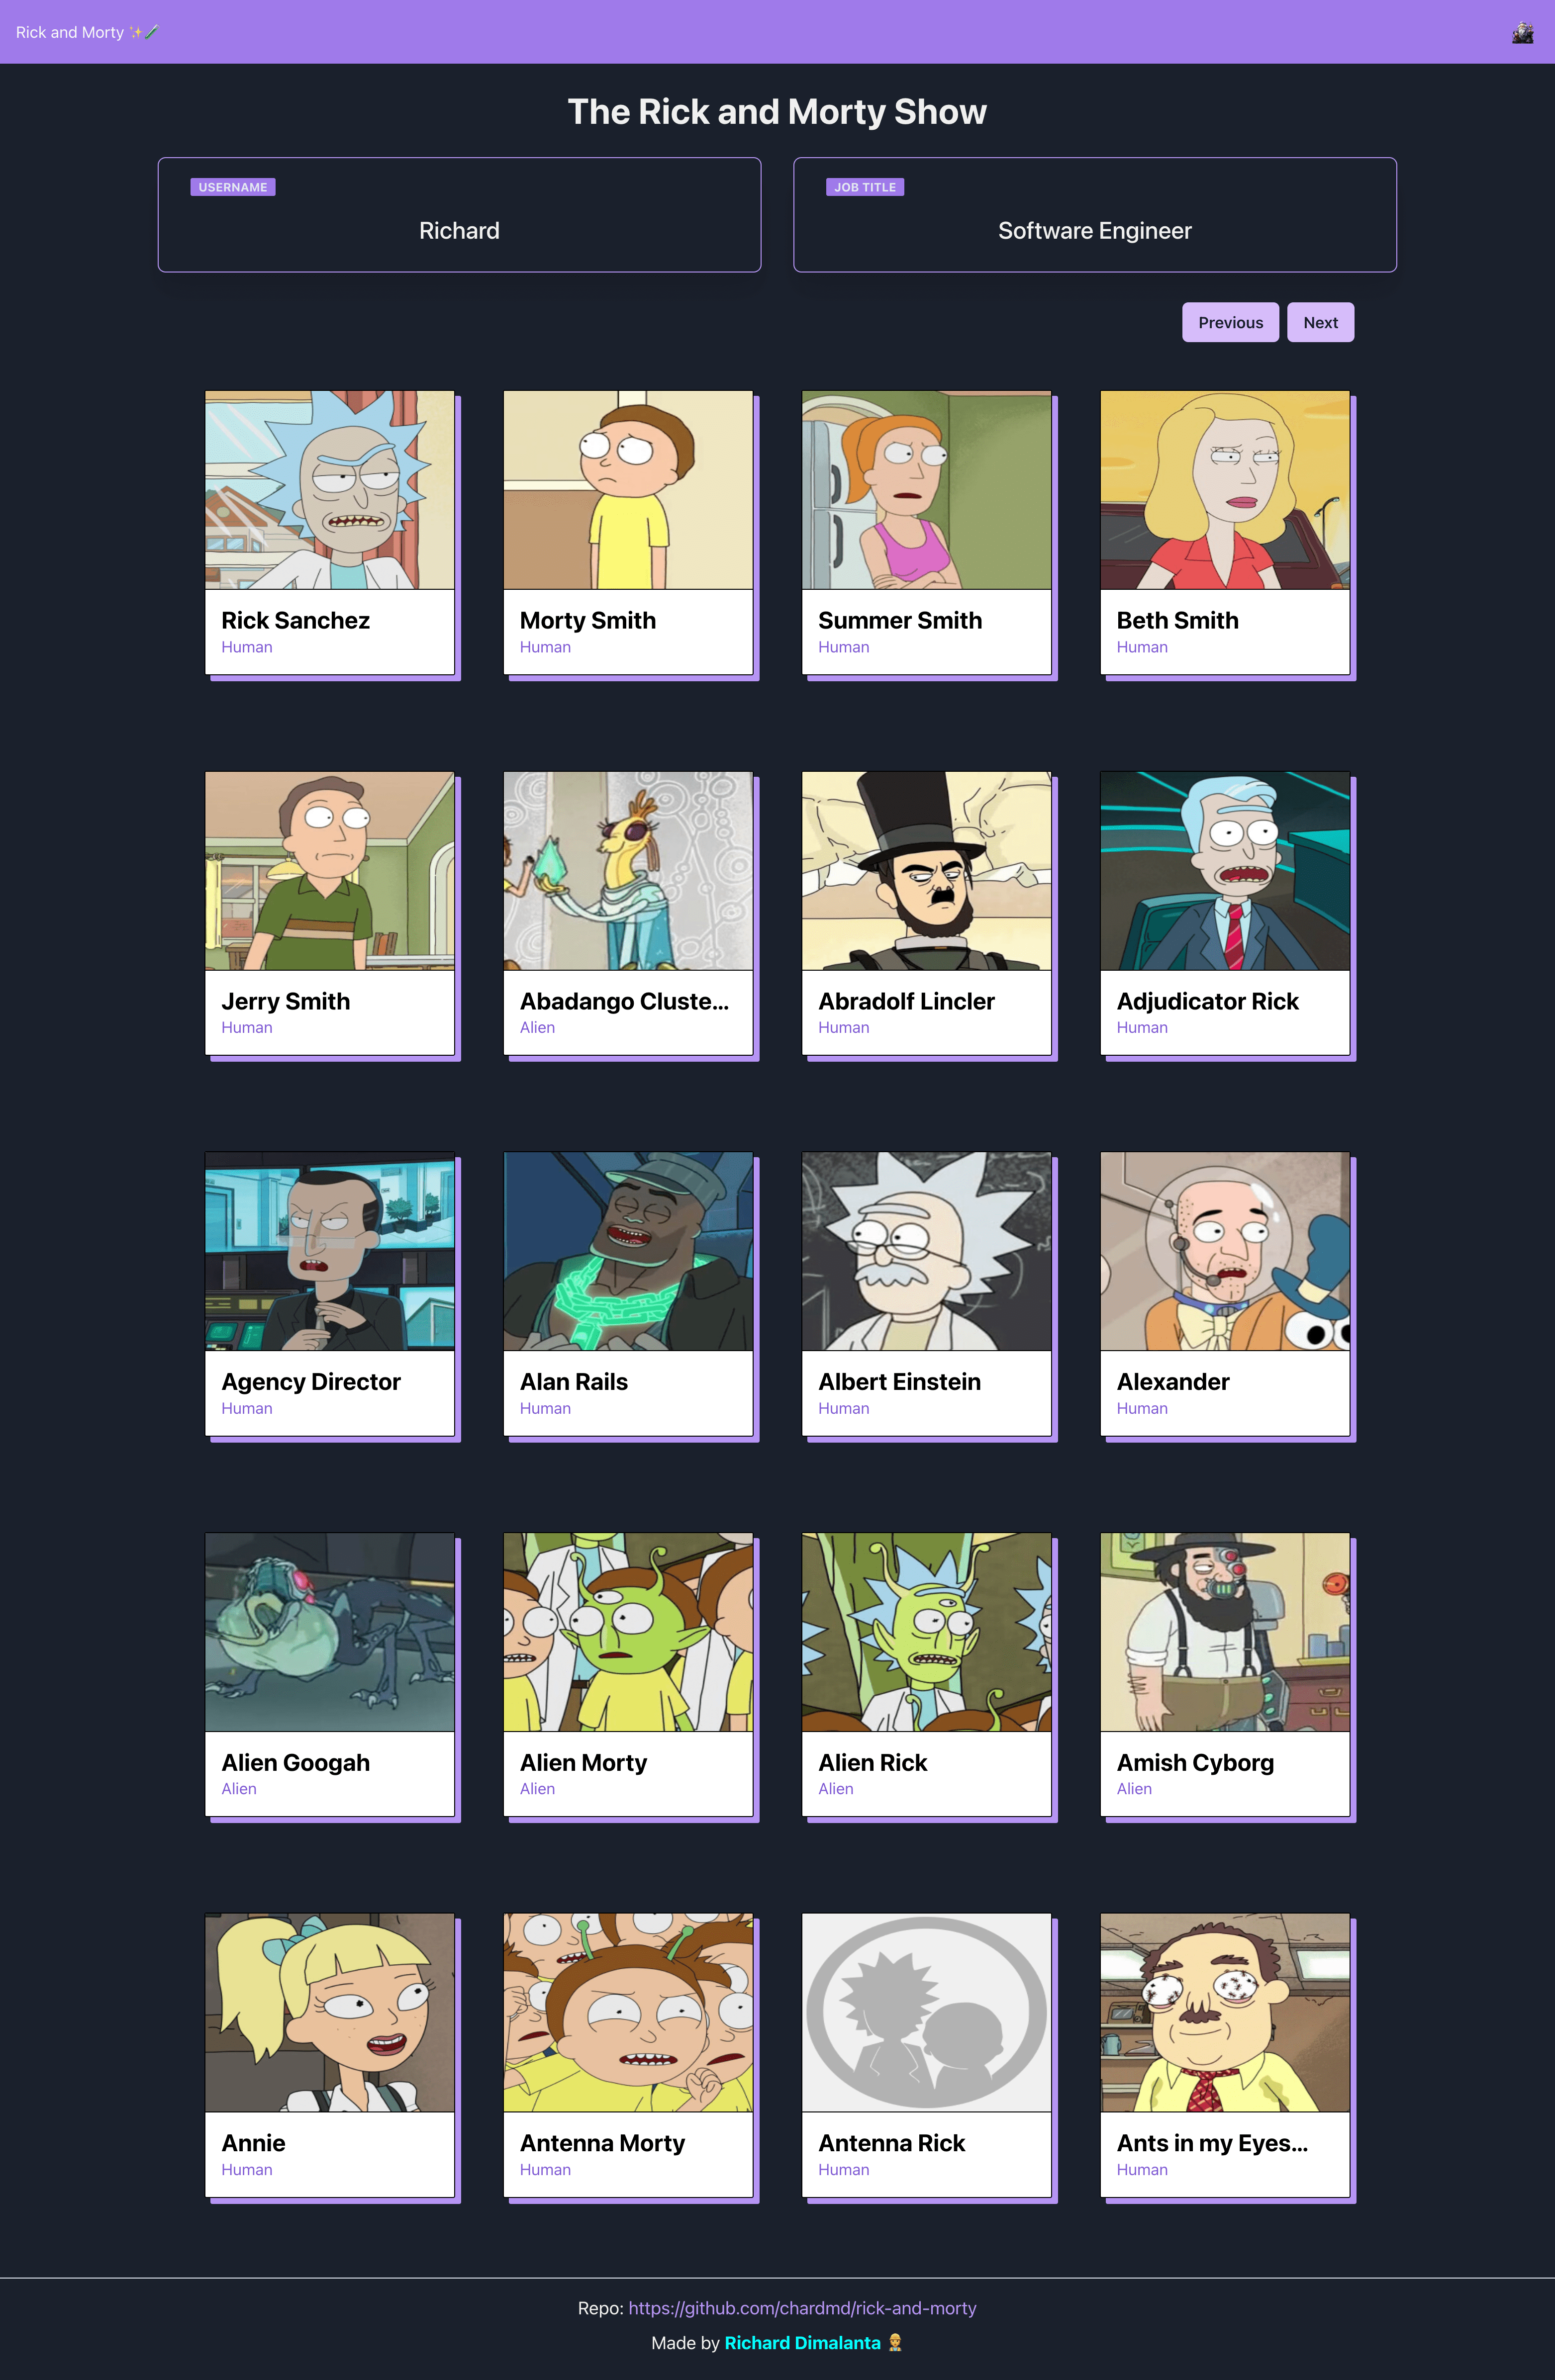 Rick and Morty ✨🧪
The Rick and Morty Show
USERNAME
Richard
JOB TITLE
Software Engineer
Previous
Next
Rick Sanchez
Human
Morty Smith
Human
Summer Smith
Human
Beth Smith
Human
Jerry Smith
Human
Abadango Cluste...
Alien
Abradolf Lincler
Human
Adjudicator Rick
Human
Agency Director
Human
Alan Rails
Human
Albert Einstein
Human
Alexander
Human
Alien Googah
Alien
Alien Morty
Alien
Alien Rick
Alien
Amish Cyborg
Alien
Annie
Human
Antenna Morty
Human
Antenna Rick
Human
Ants in my Eyes...
Human
Repo: https://github.com/chardmd/rick-and-morty
Made by Richard Dimalanta 👷